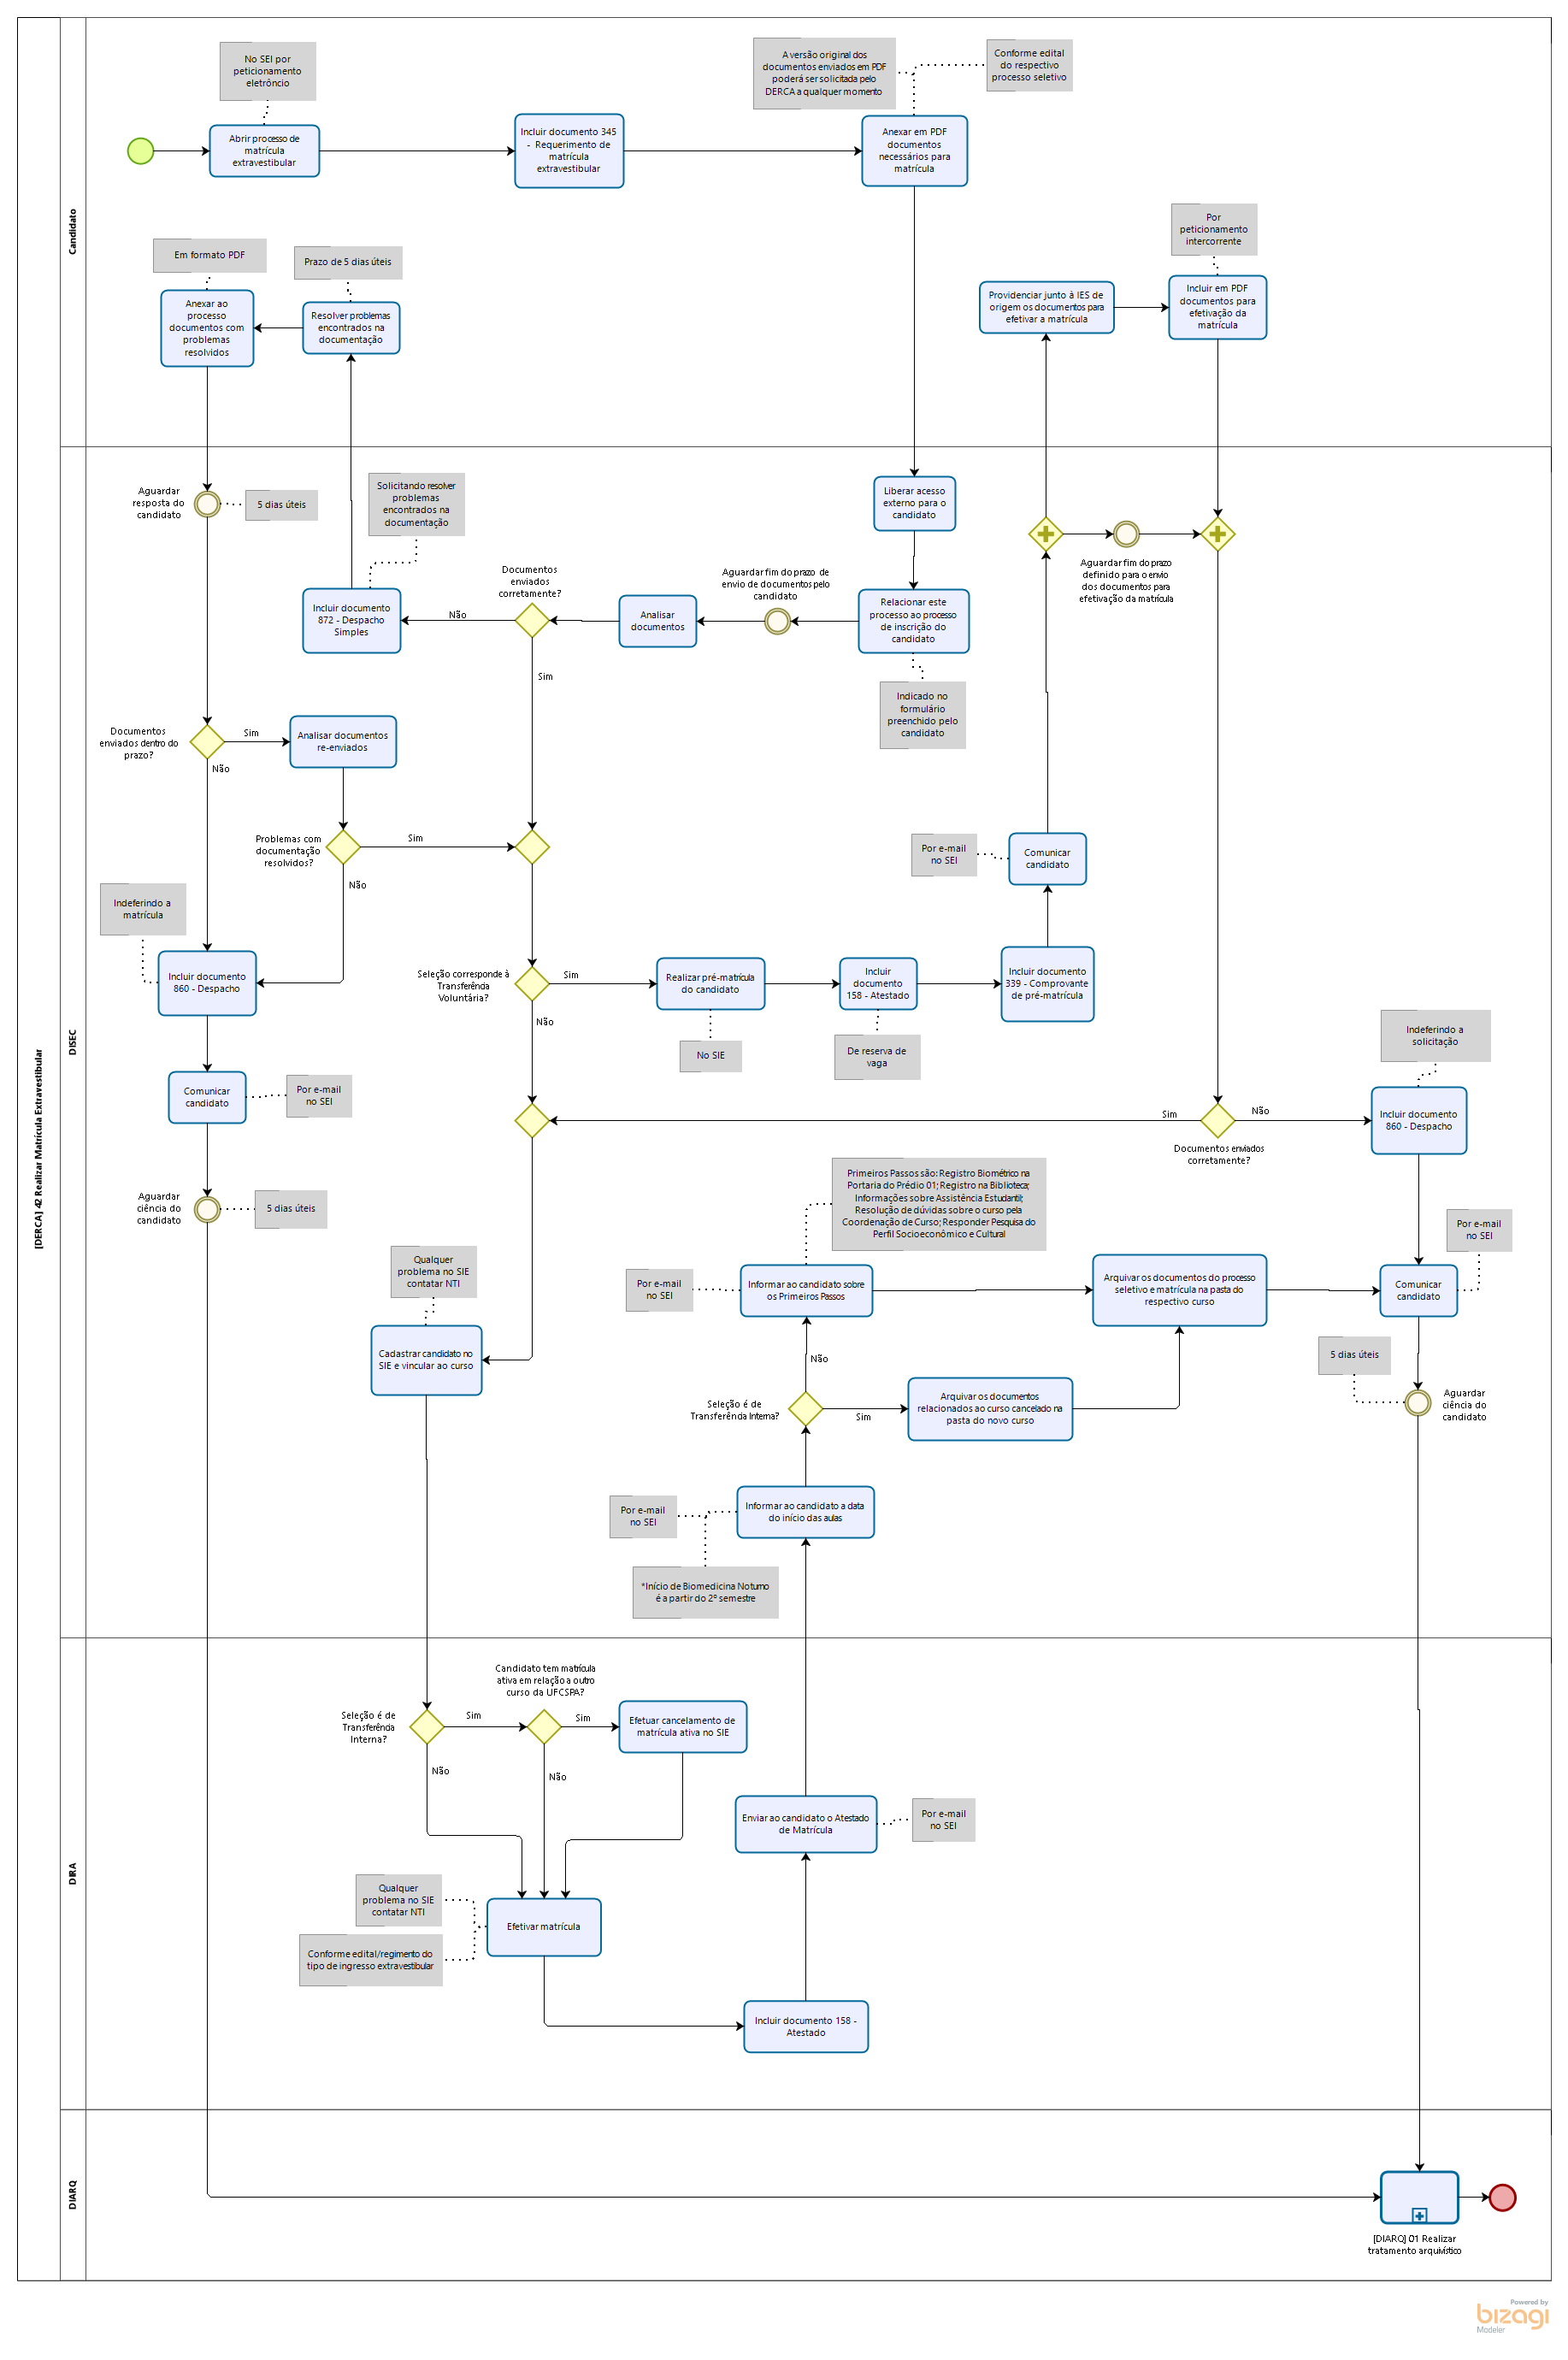 [DERCA] 42 Realizar Matrícula Extravestibular
Candidato
No SEI por
peticionamento
eletrôncio
A versão original dos
documentos enviados em PDF
poderá ser solicitada pelo
DERCA a qualquer momento
Conforme edital
do respectivo
processo seletivo
Abrir processo de
matrícula
extravestibular
Incluir documento 345
- Requerimento de
matrícula
extravestibular
Anexar em PDF
documentos
necessários para
matrícula
Por
peticionamento
intercorrente
Em formato PDF
Prazo de 5 dias úteis
Anexar ao
processo
documentos com
problemas
resolvidos
Resolver problemas
encontrados na
documentação
Providenciar junto à IES de
origem os documentos para
efetivar a matrícula
Incluir em PDF
documentos para
efetivação da
matrícula
DISEC
Aguardar
resposta do
candidato
5 dias úteis
Solicitando resolver
problemas
encontrados na
documentação
Liberar acesso
externo para o
candidato
Aguardar fim do prazo
definido para o envio
dos documentos para
efetivação da matrícula
Documentos
enviados
corretamente?
Aguardar fim do prazo de
envio de documentos pelo
candidato
Incluir documento
872 - Despacho
Simples
Não
Analisar
documentos
Relacionar este
processo ao processo
de inscrição do
candidato
Sim
Indicado no
formulário
preenchido pelo
candidato
Documentos
enviados dentro do
prazo?
Sim
Não
Analisar documentos
re-enviados
Problemas com
documentação
resolvidos?
Sim
Não
Por e-mail
no SEI
Comunicar
candidato
Indeferindo a
matrícula
Incluir documento
860 - Despacho
Seleção corresponde à
Transferência
Voluntária?
Sim
Não
Realizar pré-matrícula
do candidato
Incluir
documento
158 - Atestado
Incluir documento
339 - Comprovante
de pré-matrícula
No SIE
De reserva de
vaga
Indeferindo a
solicitação
Comunicar
candidato
Por e-mail
no SEI
Sim
Não
Documentos enviados
corretamente?
Incluir documento
860 - Despacho
Aguardar
ciência do
candidato
5 dias úteis
Primeiros Passos são: Registro Biométrico na
Portaria do Prédio 01; Registro na Biblioteca;
Informações sobre Assistência Estudantil;
Resolução de dúvidas sobre o curso pela
Coordenação de Curso; Responder Pesquisa do
Perfil Socioeconômico e Cultural
Por e-mail
no SEI
Qualquer
problema no SIE
contatar NTI
Por e-mail
no SEI
Informar ao candidato sobre
os Primeiros Passos
Arquivar os documentos do processo
seletivo e matrícula na pasta do
respectivo curso
Comunicar
candidato
Cadastrar candidato no
SIE e vincular ao curso
Não
5 dias úteis
Seleção é de
Transferência Interna?
Sim
Arquivar os documentos
relacionados ao curso cancelado na
pasta do novo curso
Aguardar
ciência do
candidato
Por e-mail
no SEI
Informar ao candidato a data
do início das aulas
*Início de Biomedicina Noturno
é a partir do 2º semestre
DIRA
Candidato tem matrícula
ativa em relação a outro
curso da UFCSPA?
Seleção é de
Transferência
Interna?
Sim
Sim
Efetuar cancelamento de
matrícula ativa no SIE
Não
Não
Enviar ao candidato o Atestado
de Matrícula
Por e-mail
no SEI
Qualquer
problema no SIE
contatar NTI
Efetivar matrícula
Conforme edital/regimento do
tipo de ingresso extravestibular
Incluir documento 158 -
Atestado
DIARQ
[DIARQ] 01 Realizar
tratamento arquivístico
Powered by
bizagi
Modeler